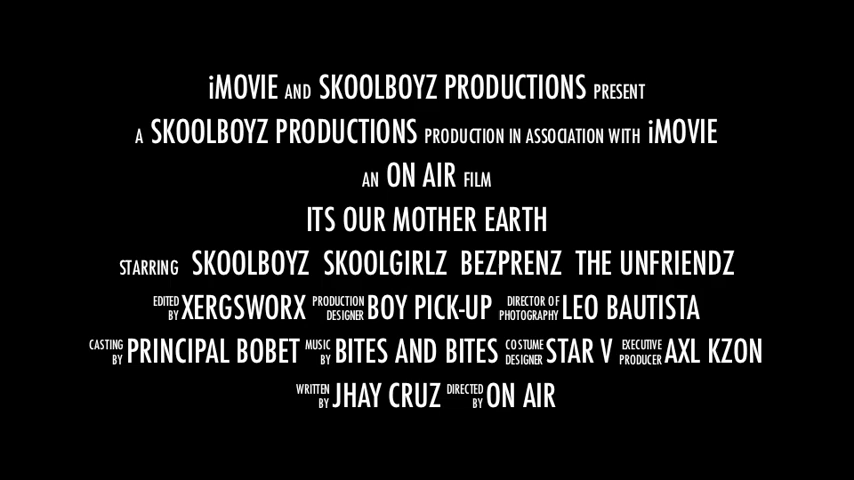 iMOVIE AND SKOOLBOYZ PRODUCTIONS PRESENT
A SKOOLBOYZ PRODUCTIONS PRODUCTION IN ASSOCIATION WITH iMOVIE
AN ON AIR FILM
ITS OUR MOTHER EARTH
STARRING SKOOLBOYZ SKOOLGIRLZ BEZPRENZ THE UNFRIENDZ
EDITED BY XERGSWORX PRODUCTION DESIGNER BOY PICK-UP DIRECTOR OF PHOTOGRAPHY LEO BAUTISTA
CASTING BY PRINCIPAL BOBET MUSIC BY BITES AND BITES COSTUME DESIGNER STAR V EXECUTIVE PRODUCER AXL KZON
WRITTEN BY JHAY CRUZ DIRECTED BY ON AIR